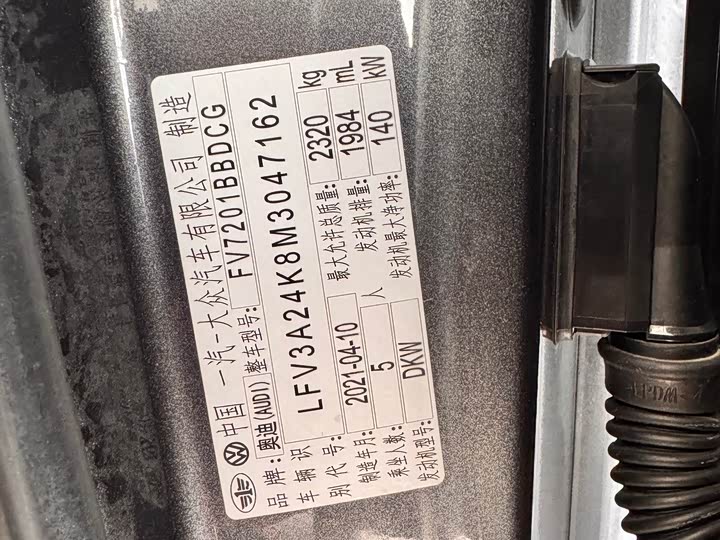 中国 一汽-大众汽车有限公司 制造
品牌: 奥迪(AUDI) 整车型号: FV7201BBDCG
车辆识别代号: LFV3A24K8M3047162
制造年月: 2021-04-10 最大允许总质量: 2320 kg
乘坐人数: 5 人 发动机排量: 1984 mL
发动机型号: DKW 发动机最大净功率: 140 kW